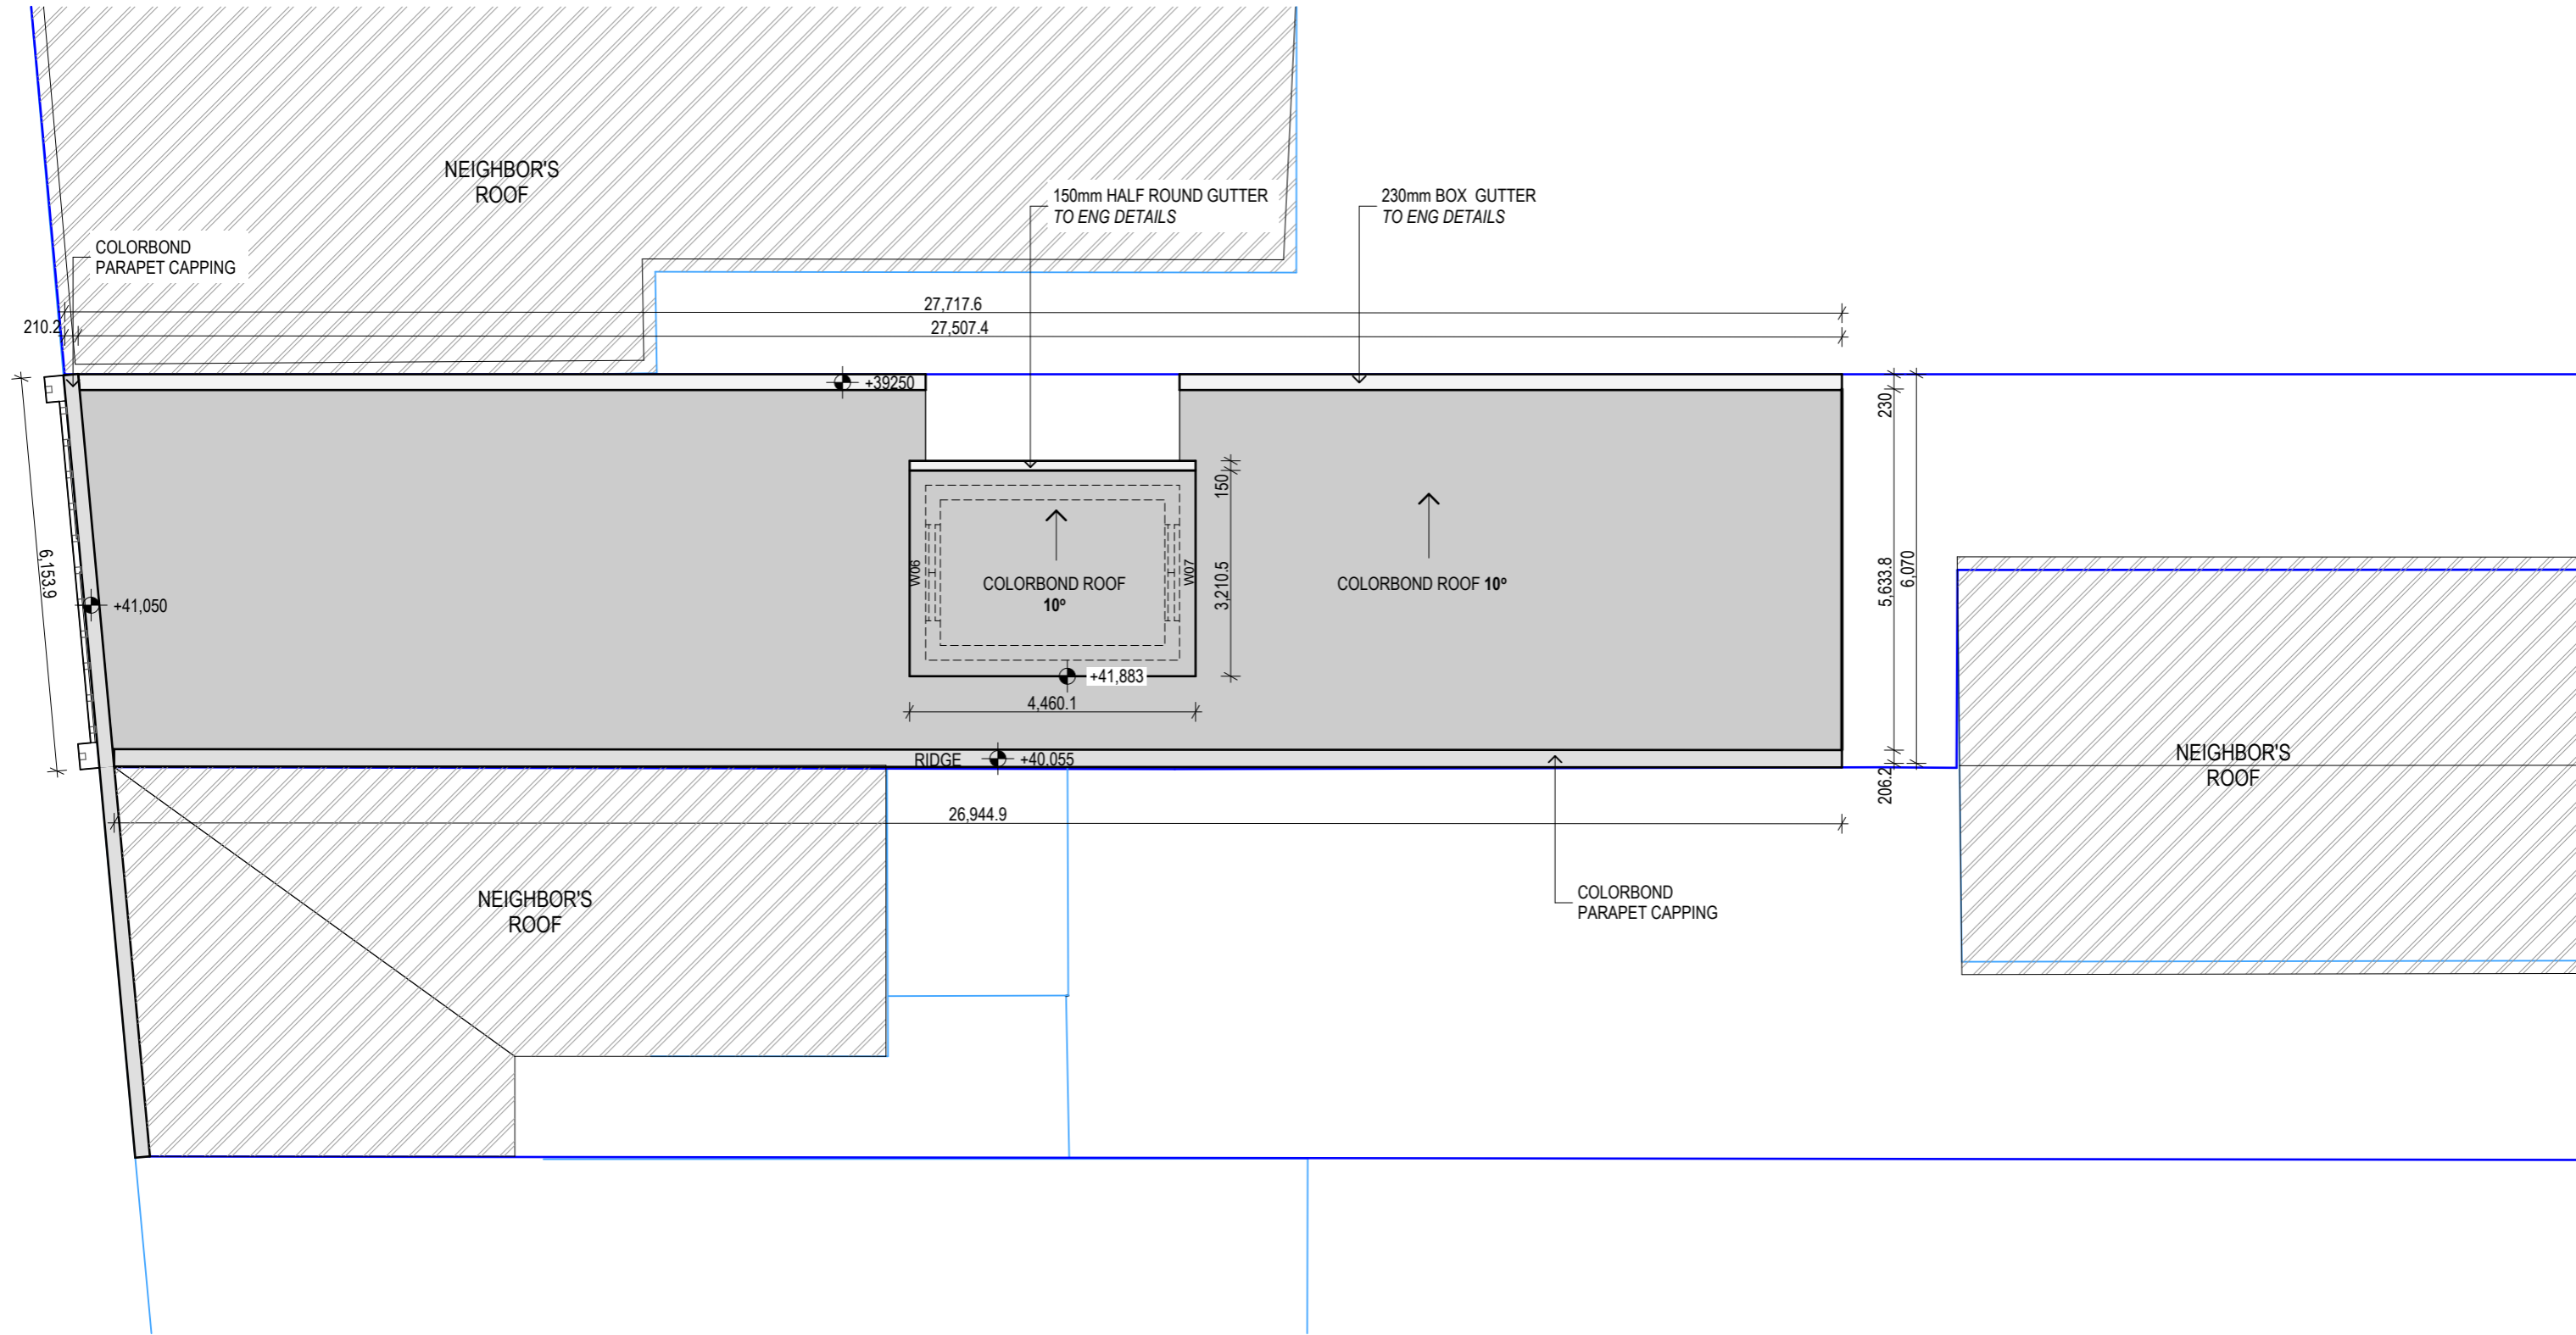 NEIGHBOR'S
ROOF
150mm HALF ROUND GUTTER
TO ENG DETAILS
230mm BOX GUTTER
TO ENG DETAILS
COLORBOND
PARAPET CAPPING
27,717.6
210.2
27,507.4
+39250
230
150
W06
W07
COLORBOND ROOF
10º
COLORBOND ROOF 10º
3,210.5
5,633.8
6,070
6,153.9
+41,050
+41,883
4,460.1
RIDGE
+40,055
206.2
NEIGHBOR'S
ROOF
26,944.9
NEIGHBOR'S
ROOF
COLORBOND
PARAPET CAPPING